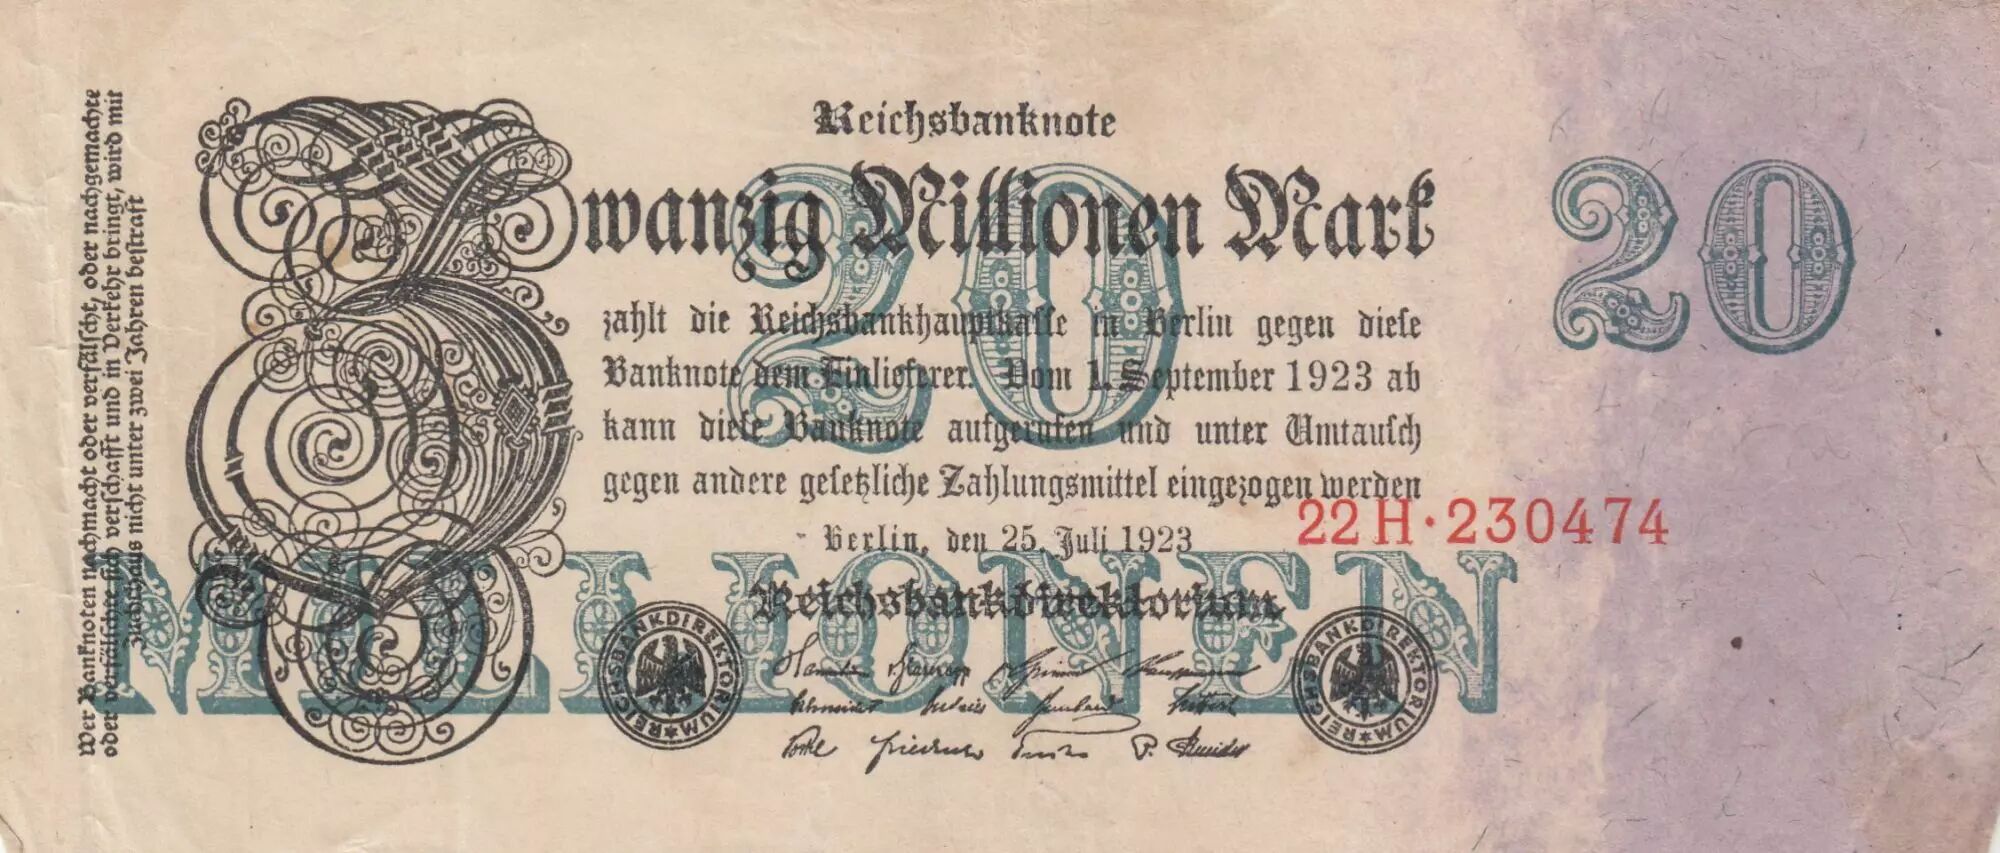 Wer Banknoten nachmacht oder verfälscht, oder nachgemachte
oder verfälschte sich verschafft und in Verkehr bringt, wird mit
Zuchthaus nicht unter zwei Jahren bestraft
Reichsbanknote
Zwanzig Millionen Mark
20
20
zahlt die Reichsbankhauptkasse in Berlin gegen diese
Banknote dem Einlieferer. Vom 1. September 1923 ab
kann diese Banknote aufgerufen und unter Umtausch
gegen andere gesetzliche Zahlungsmittel eingezogen werden
22H·230474
Berlin, den 25. Juli 1923
MILLIONEN
Reichsbankdirektorium
REICHSBANKDIREKTORIUM
REICHSBANKDIREKTORIUM